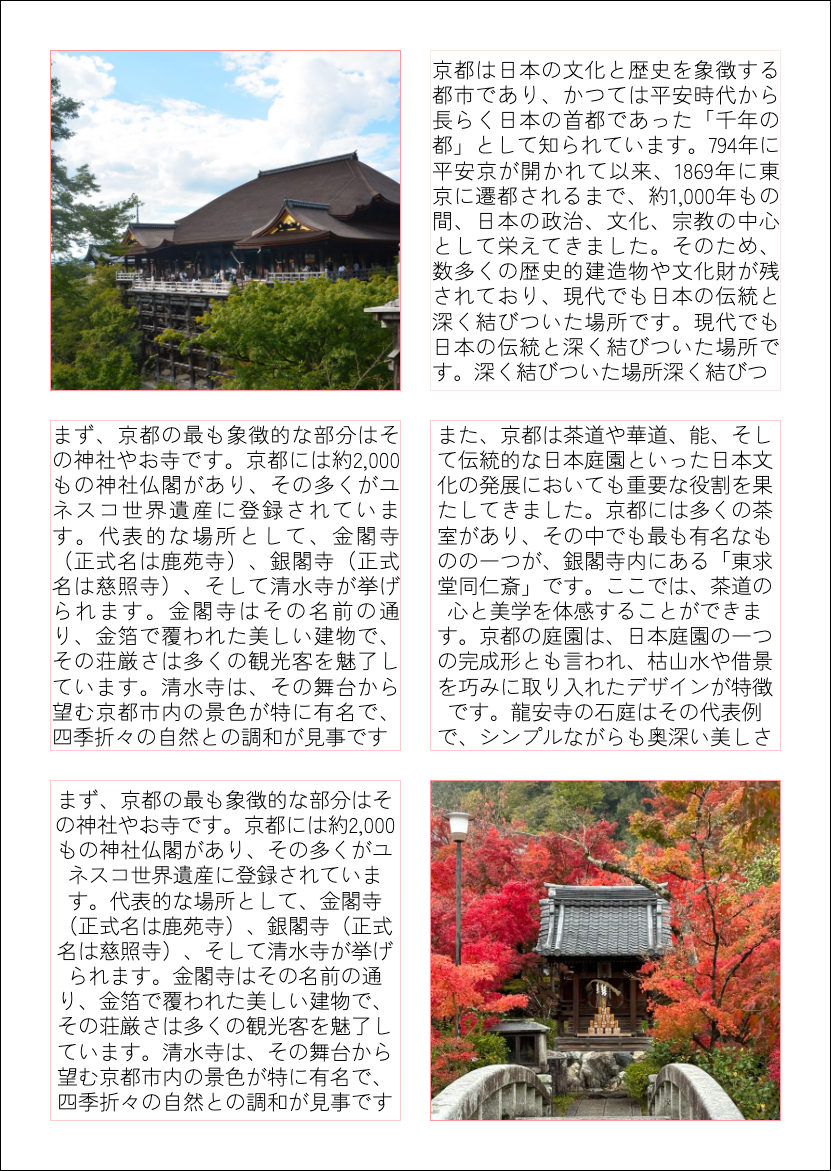 京都は日本の文化と歴史を象徴する
都市であり、かつては平安時代から
長らく日本の首都であった「千年の
都」として知られています。794年に
平安京が開かれて以来、1869年に東
京に遷都されるまで、約1,000年もの
間、日本の政治、文化、宗教の中心
として栄えてきました。そのため、
数多くの歴史的建造物や文化財が残
されており、現代でも日本の伝統と
深く結びついた場所です。現代でも
日本の伝統と深く結びついた場所で
す。深く結びついた場所深く結びつ
まず、京都の最も象徴的な部分はそ
の神社やお寺です。京都には約2,000
もの神社仏閣があり、その多くがユ
ネスコ世界遺産に登録されていま
す。代表的な場所として、金閣寺
（正式名は鹿苑寺）、銀閣寺（正式
名は慈照寺）、そして清水寺が挙げ
られます。金閣寺はその名前の通
り、金箔で覆われた美しい建物で、
その荘厳さは多くの観光客を魅了し
ています。清水寺は、その舞台から
望む京都市内の景色が特に有名で、
四季折々の自然との調和が見事です
また、京都は茶道や華道、能、そし
て伝統的な日本庭園といった日本文
化の発展においても重要な役割を果
たしてきました。京都には多くの茶
室があり、その中でも最も有名なも
のの一つが、銀閣寺内にある「東求
堂同仁斎」です。ここでは、茶道の
心と美学を体感することができま
す。京都の庭園は、日本庭園の一つ
の完成形とも言われ、枯山水や借景
を巧みに取り入れたデザインが特徴
です。龍安寺の石庭はその代表例
で、シンプルながらも奥深い美しさ
まず、京都の最も象徴的な部分はそ
の神社やお寺です。京都には約2,000
もの神社仏閣があり、その多くがユ
ネスコ世界遺産に登録されていま
す。代表的な場所として、金閣寺
（正式名は鹿苑寺）、銀閣寺（正式
名は慈照寺）、そして清水寺が挙げ
られます。金閣寺はその名前の通
り、金箔で覆われた美しい建物で、
その荘厳さは多くの観光客を魅了し
ています。清水寺は、その舞台から
望む京都市内の景色が特に有名で、
四季折々の自然との調和が見事です